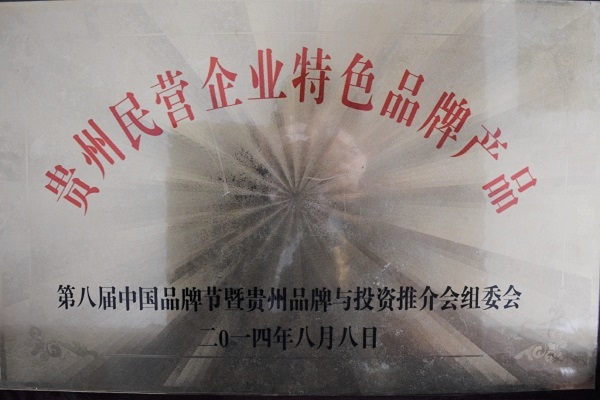 贵州民营企业特色品牌产品
第八届中国品牌节暨贵州品牌与投资推介会组委会
二〇一四年八月八日